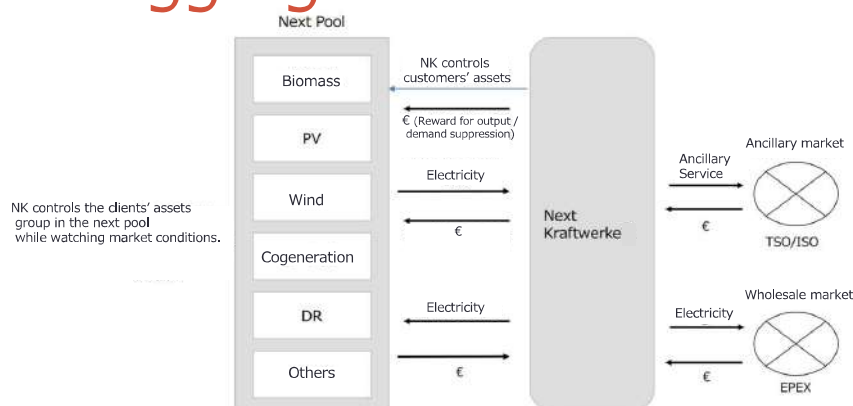 Next Pool
Biomass
PV
Wind
Cogeneration
DR
Others
NK controls the clients' assets
group in the next pool
while watching market conditions.
NK controls
customers' assets
€ (Reward for output /
demand suppression)
Electricity
€
Electricity
€
Next
Kraftwerke
Ancillary market
Ancillary
Service
€
TSO/ISO
Wholesale market
Electricity
€
EPEX